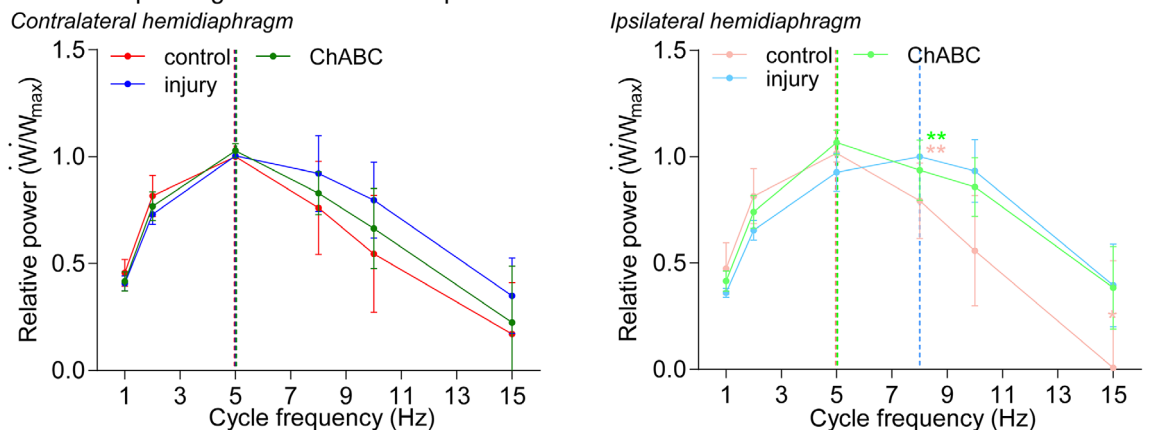 Contralateral hemidiaphragm
1.5
1.0
0.5
0.0
Relative power (Ẇ/Ẇmax)
control
injury
ChABC
1 3 5 7 9 11 13 15
Cycle frequency (Hz)
Ipsilateral hemidiaphragm
1.5
1.0
0.5
0.0
Relative power (Ẇ/Wmax)
control
injury
ChABC
**
**
*
1 3 5 7 9 11 13 15
Cycle frequency (Hz)